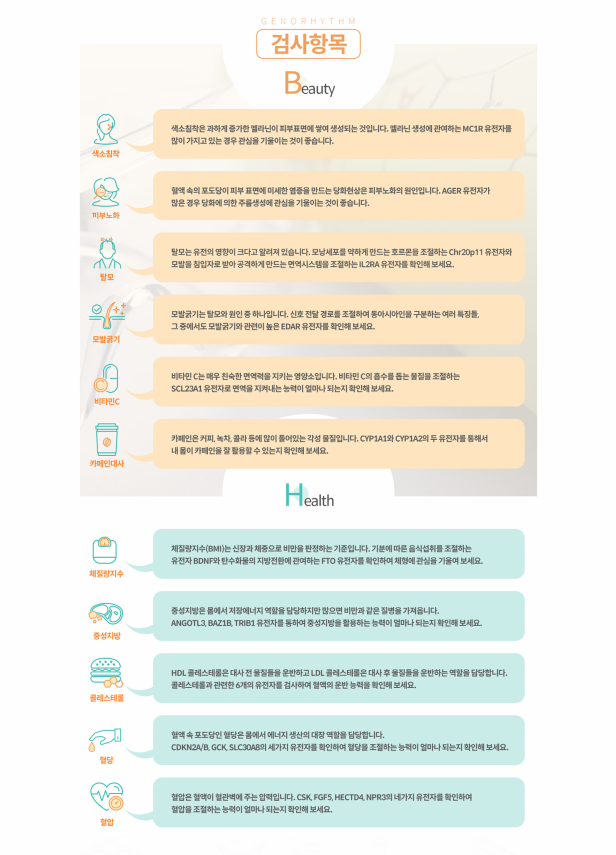 GENORHYTHM
검사항목
Beauty
색소침착은 과하게 증가한 멜라닌이 피부표면에 쌓여 생성되는 것입니다. 멜라닌 생성에 관여하는 MC1R 유전자를
많이 가지고 있는 경우 관심을 기울이는 것이 좋습니다.
색소침착
혈액 속의 포도당이 피부 표면에 미세한 염증을 만드는 당화현상은 피부노화의 원인입니다. AGER 유전자가
많은 경우 당화에 의한 주름생성에 관심을 기울이는 것이 좋습니다.
피부노화
탈모는 유전의 영향이 크다고 알려져 있습니다. 모낭세포를 약하게 만드는 호르몬을 조절하는 Chr20p11 유전자와
모발을 침입자로 받아 공격하게 만드는 면역시스템을 조절하는 IL2RA 유전자를 확인해 보세요.
탈모
모발굵기는 탈모와 원인 중 하나입니다. 신호 전달 경로를 조절하여 동아시아인을 구분하는 여러 특징들,
그 중에서도 모발굵기와 관련이 높은 EDAR 유전자를 확인해 보세요.
모발굵기
비타민 C는 매우 친숙한 면역력을 지키는 영양소입니다. 비타민 C의 흡수를 돕는 물질을 조절하는
SCL23A1 유전자로 면역을 지켜내는 능력이 얼마나 되는지 확인해 보세요.
비타민C
카페인은 커피, 녹차, 콜라 등에 많이 들어있는 각성 물질입니다. CYP1A1와 CYP1A2의 두 유전자를 통해서
내 몸이 카페인을 잘 활용할 수 있는지 확인해 보세요.
카페인대사
Health
체질량지수(BMI)는 신장과 체중으로 비만을 판정하는 기준입니다. 기분에 따른 음식섭취를 조절하는
유전자 BDNF와 탄수화물의 지방전환에 관여하는 FTO 유전자를 확인하여 체형에 관심을 기울여 보세요.
체질량지수
중성지방은 몸에서 저장에너지 역할을 담당하지만 많으면 비만과 같은 질병을 가져옵니다.
ANGOTL3, BAZ1B, TRIB1 유전자를 통하여 중성지방을 활용하는 능력이 얼마나 되는지 확인해 보세요.
중성지방
HDL 콜레스테롤은 대사 전 물질들을 운반하고 LDL 콜레스테롤은 대사 후 물질들을 운반하는 역할을 담당합니다.
콜레스테롤과 관련한 6개의 유전자를 검사하여 혈액의 운반 능력을 확인해 보세요.
콜레스테롤
혈액 속 포도당인 혈당은 몸에서 에너지 생산의 대장 역할을 담당합니다.
CDKN2A/B, GCK, SLC30A8의 세가지 유전자를 확인하여 혈당을 조절하는 능력이 얼마나 되는지 확인해 보세요.
혈당
혈압은 혈액이 혈관벽에 주는 압력입니다. CSK, FGF5, HECTD4, NPR3의 네가지 유전자를 확인하여
혈압을 조절하는 능력이 얼마나 되는지 확인해 보세요.
혈압